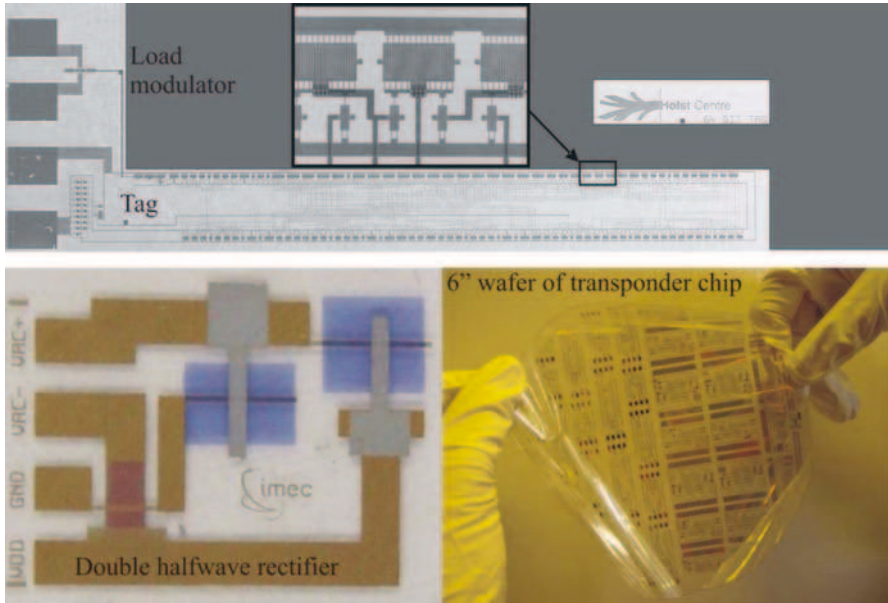 Load
modulator
Holst Centre
Tag
6” wafer of transponder chip
VAC+
VAC-
GND
VDD
imec
Double halfwave rectifier